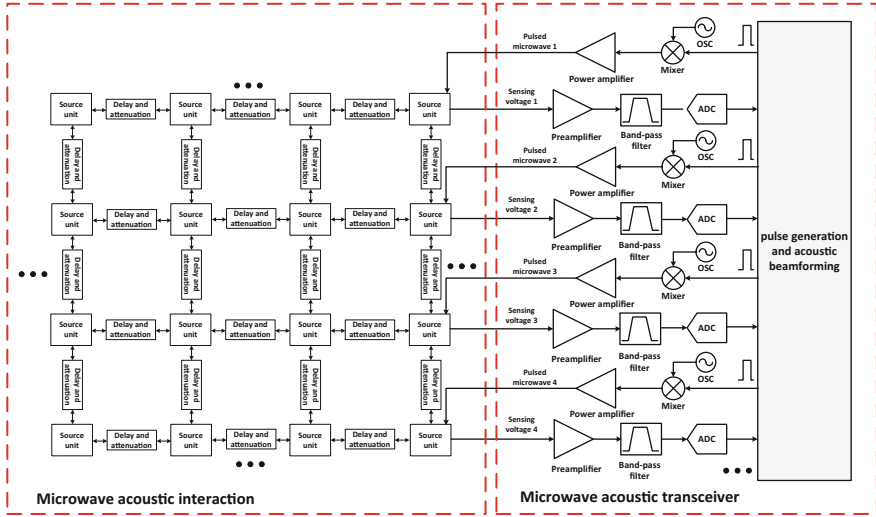 Pulsed
microwave 1
Power amplifier
Mixer
OSC
Sensing
voltage 1
Preamplifier
Band-pass
filter
ADC
Source
unit
Delay and
attenuation
Source
unit
Delay and
attenuation
Source
unit
Delay and
attenuation
Source
unit
Delay and
attenuation
Delay and
attenuation
Delay and
attenuation
Delay and
attenuation
Pulsed
microwave 2
Power amplifier
Mixer
OSC
Sensing
voltage 2
Preamplifier
Band-pass
filter
ADC
Source
unit
Delay and
attenuation
Source
unit
Delay and
attenuation
Source
unit
Delay and
attenuation
Source
unit
Delay and
attenuation
Delay and
attenuation
Delay and
attenuation
Delay and
attenuation
pulse generation
and acoustic
beamforming
Pulsed
microwave 3
Power amplifier
Mixer
OSC
Sensing
voltage 3
Preamplifier
Band-pass
filter
ADC
Source
unit
Delay and
attenuation
Source
unit
Delay and
attenuation
Source
unit
Delay and
attenuation
Source
unit
Delay and
attenuation
Delay and
attenuation
Delay and
attenuation
Delay and
attenuation
Pulsed
microwave 4
Power amplifier
Mixer
OSC
Sensing
voltage 4
Preamplifier
Band-pass
filter
ADC
Source
unit
Delay and
attenuation
Source
unit
Delay and
attenuation
Source
unit
Delay and
attenuation
Source
unit
Microwave acoustic interaction
Microwave acoustic transceiver